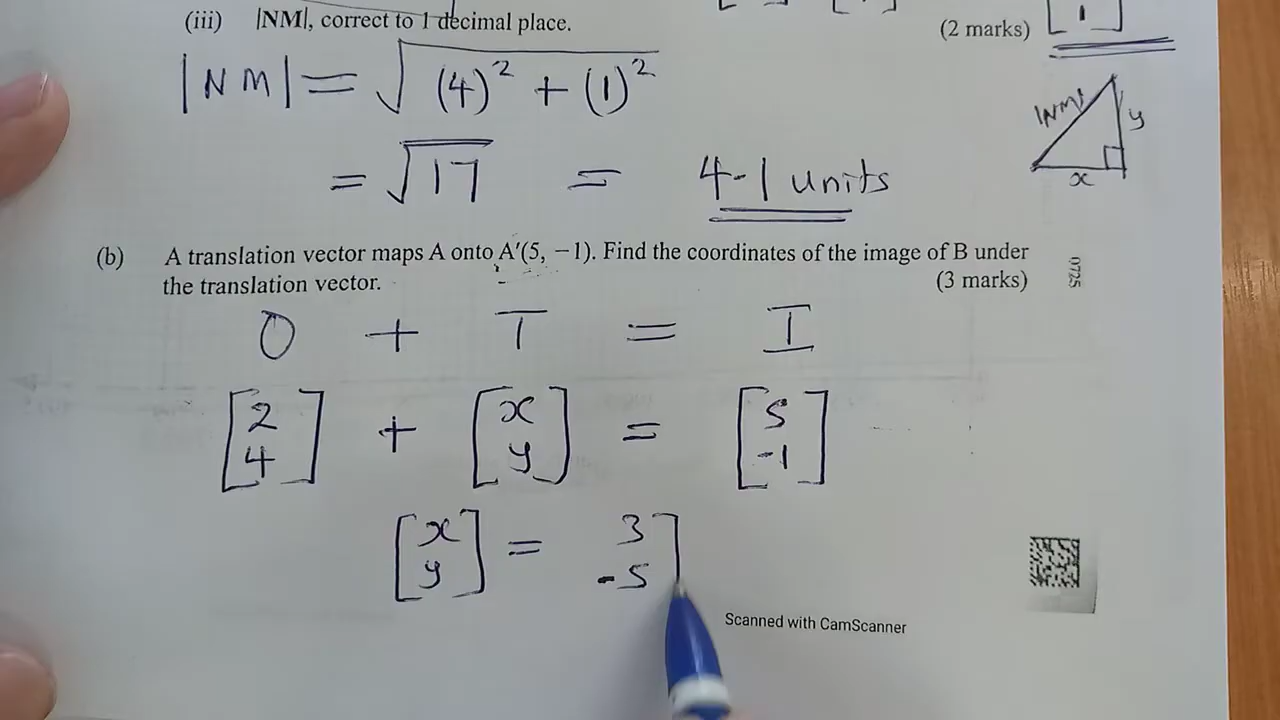 (iii) |NM|, correct to 1 decimal place.
(2 marks)
1
|NM| = √(4)² + (1)²
|NM|
y
x
= √17 = 4.1 units
(b) A translation vector maps A onto A′(5, −1). Find the coordinates of the image of B under
the translation vector. (3 marks)
0725
O + T = I
[2 4] + [x y] = [5 -1]
[x y] = 3 -5]
Scanned with CamScanner